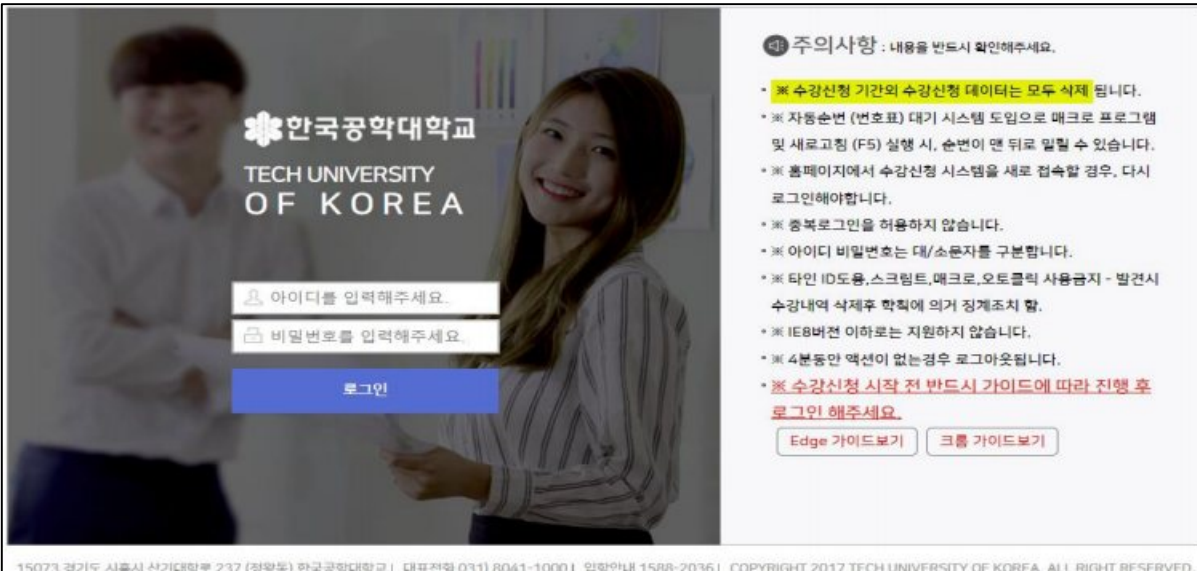 한국공학대학교
TECH UNIVERSITY
OF KOREA
아이디를 입력해주세요.
비밀번호를 입력해주세요.
로그인
주의사항 : 내용을 반드시 확인해주세요.
• ※ 수강신청 기간외 수강신청 데이터는 모두 삭제 됩니다.
• ※ 자동순번 (번호표) 대기 시스템 도입으로 매크로 프로그램
및 새로고침 (F5) 실행 시, 순번이 맨 뒤로 밀릴 수 있습니다.
• ※ 홈페이지에서 수강신청 시스템을 새로 접속할 경우, 다시
로그인해야합니다.
• ※ 중복로그인을 허용하지 않습니다.
• ※ 아이디 비밀번호는 대/소문자를 구분합니다.
• ※ 타인 ID도용,스크립트,매크로,오토클릭 사용금지 - 발견시
수강내역 삭제후 학칙에 의거 징계조치 함.
• ※ IE8버전 이하로는 지원하지 않습니다.
• ※ 4분동안 액션이 없는경우 로그아웃됩니다.
• ※ 수강신청 시작 전 반드시 가이드에 따라 진행 후
로그인 해주세요.
Edge 가이드보기 크롬 가이드보기
15073 경기도 시흥시 산기대학로 237 (정왕동) 한국공학대학교 | 대표전화 031) 8041-1000 | 입학안내 1588-2036 | COPYRIGHT 2017 TECH UNIVERSITY OF KOREA. ALL RIGHT RESERVED.